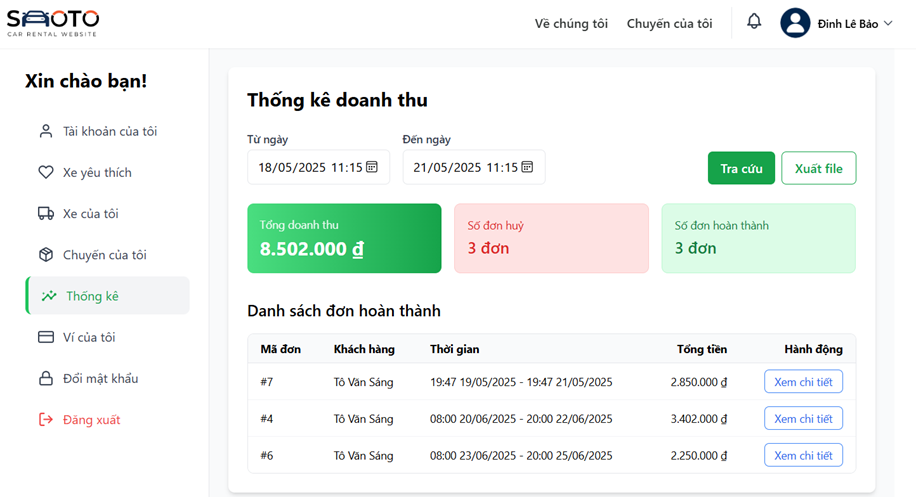 SAOTO
CAR RENTAL WEBSITE
Về chúng tôi Chuyến của tôi Đinh Lê Bảo
Xin chào bạn!
Tài khoản của tôi
Xe yêu thích
Xe của tôi
Chuyến của tôi
Thống kê
Ví của tôi
Đổi mật khẩu
Đăng xuất
Thống kê doanh thu
Từ ngày Đến ngày
18/05/2025 11:15 21/05/2025 11:15 Tra cứu Xuất file
Tổng doanh thu Số đơn huỷ Số đơn hoàn thành
8.502.000 ₫ 3 đơn 3 đơn
Danh sách đơn hoàn thành
Mã đơn Khách hàng Thời gian Tổng tiền Hành động
#7 Tô Văn Sáng 19:47 19/05/2025 - 19:47 21/05/2025 2.850.000 ₫ Xem chi tiết
#4 Tô Văn Sáng 08:00 20/06/2025 - 20:00 22/06/2025 3.402.000 ₫ Xem chi tiết
#6 Tô Văn Sáng 08:00 23/06/2025 - 20:00 25/06/2025 2.250.000 ₫ Xem chi tiết